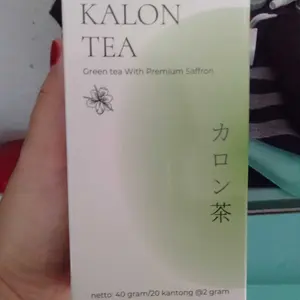 KALON
TEA
Green tea With Premium Saffron
カロン茶
netto: 40 gram/20 kantong @2 gram